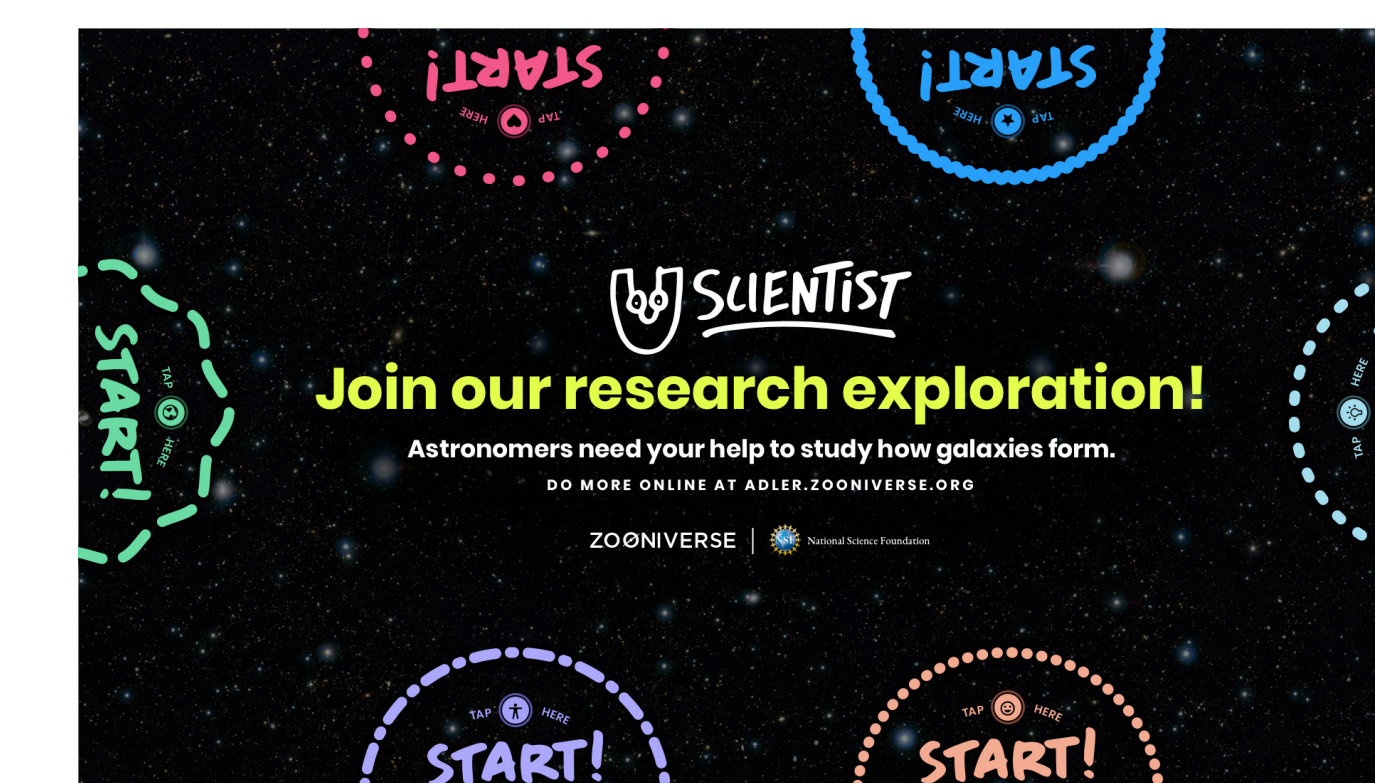 START!
HERE
TAP
START!
HERE
TAP
U SCIENTIST
Join our research exploration!
Astronomers need your help to study how galaxies form.
DO MORE ONLINE AT ADLER.ZOONIVERSE.ORG
ZOONIVERSE
NSF
National Science Foundation
START!
TAP
HERE
TAP
HERE
TAP
HERE
START!
TAP
HERE
START!